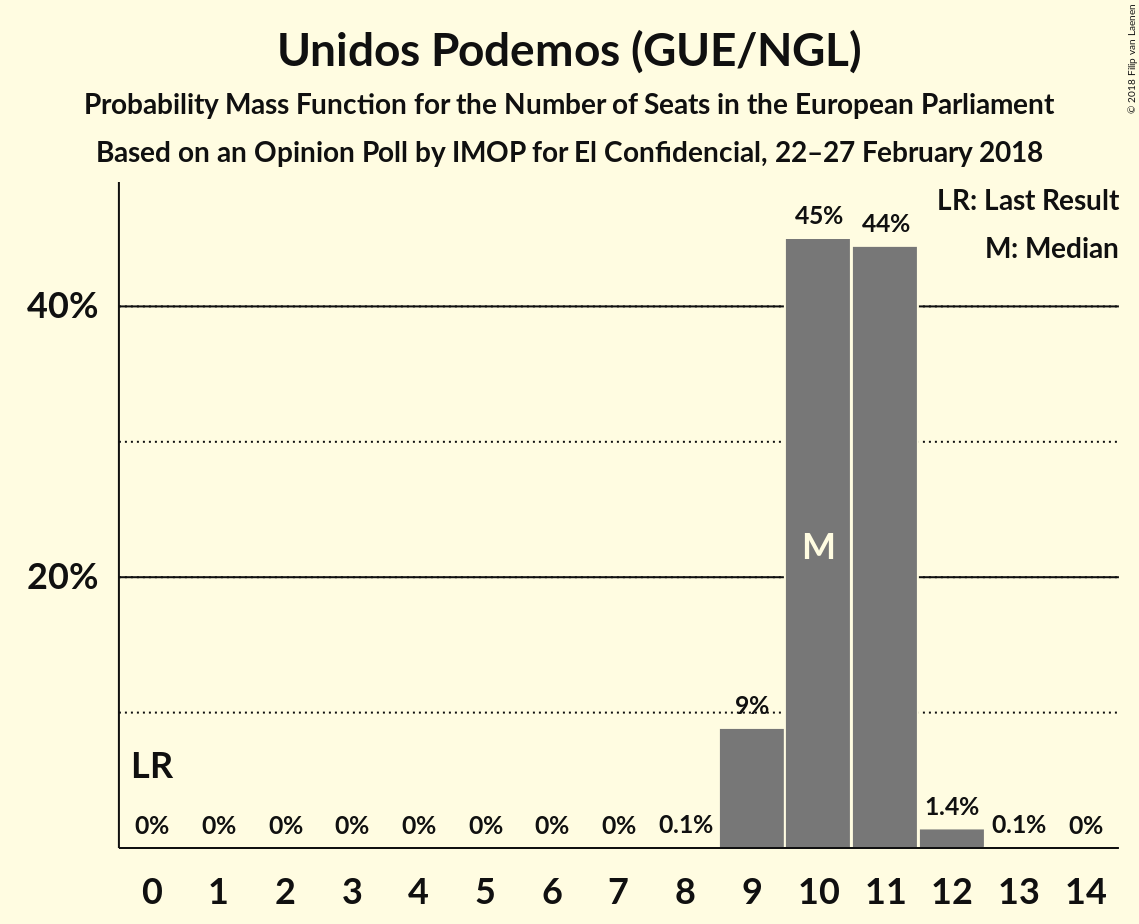 Unidos Podemos (GUE/NGL)
Probability Mass Function for the Number of Seats in the European Parliament
Based on an Opinion Poll by IMOP for El Confidencial, 22–27 February 2018
© 2018 Filip van Laenen
LR: Last Result
M: Median
45%
44%
40%
M
20%
9%
LR
1.4%
0%
0%
0%
0%
0%
0%
0%
0%
0.1%
0.1%
0%
0 1 2 3 4 5 6 7 8 9 10 11 12 13 14